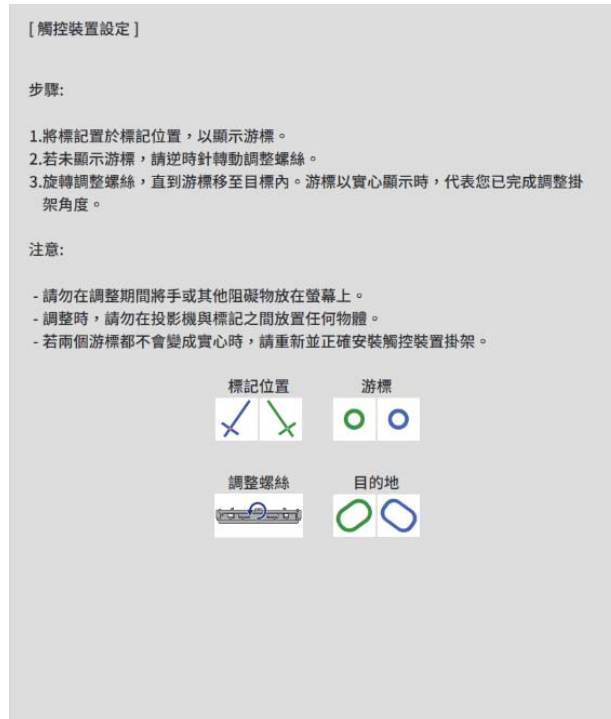 [ 觸控裝置設定 ]
步驟:
1.將標記置於標記位置，以顯示游標。
2.若未顯示游標，請逆時針轉動調整螺絲。
3.旋轉調整螺絲，直到游標移至目標內。游標以實心顯示時，代表您已完成調整掛
架角度。
注意:
- 請勿在調整期間將手或其他阻礙物放在螢幕上。
- 調整時，請勿在投影機與標記之間放置任何物體。
- 若兩個游標都不會變成實心時，請重新並正確安裝觸控裝置掛架。
標記位置 游標
調整螺絲 目的地